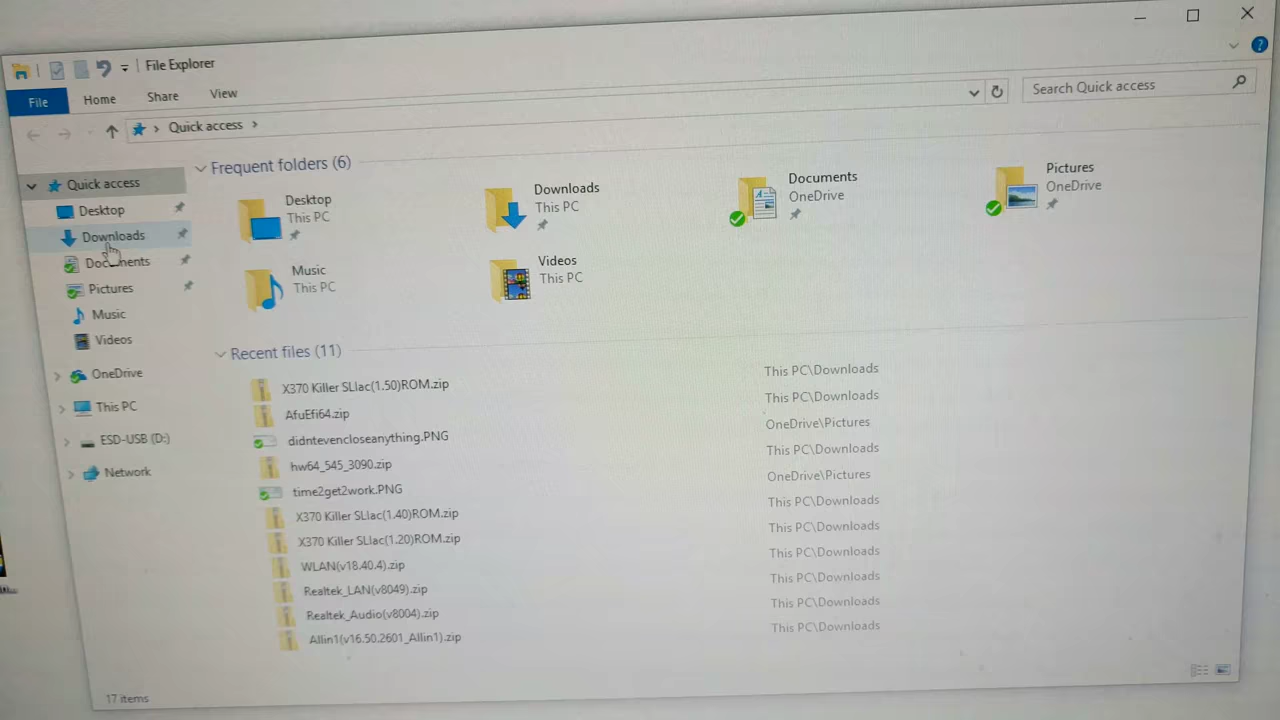 File Explorer
File Home Share View
Quick access
Search Quick access
Quick access
Desktop
Downloads
Documents
Pictures
Music
Videos
OneDrive
This PC
ESD-USB (D:)
Network
Frequent folders (6)
Desktop
This PC
Downloads
This PC
Documents
OneDrive
Pictures
OneDrive
Music
This PC
Videos
This PC
Recent files (11)
X370 Killer SLIac(1.50)ROM.zip This PC\Downloads
AfuEfi64.zip This PC\Downloads
didntevencloseanything.PNG OneDrive\Pictures
hw64_545_3090.zip This PC\Downloads
time2get2work.PNG OneDrive\Pictures
X370 Killer SLIac(1.40)ROM.zip This PC\Downloads
X370 Killer SLIac(1.20)ROM.zip This PC\Downloads
WLAN(v18.40.4).zip This PC\Downloads
Realtek_LAN(v8049).zip This PC\Downloads
Realtek_Audio(v8004).zip This PC\Downloads
Allin1(v16.50.2601_Allin1).zip This PC\Downloads
17 items